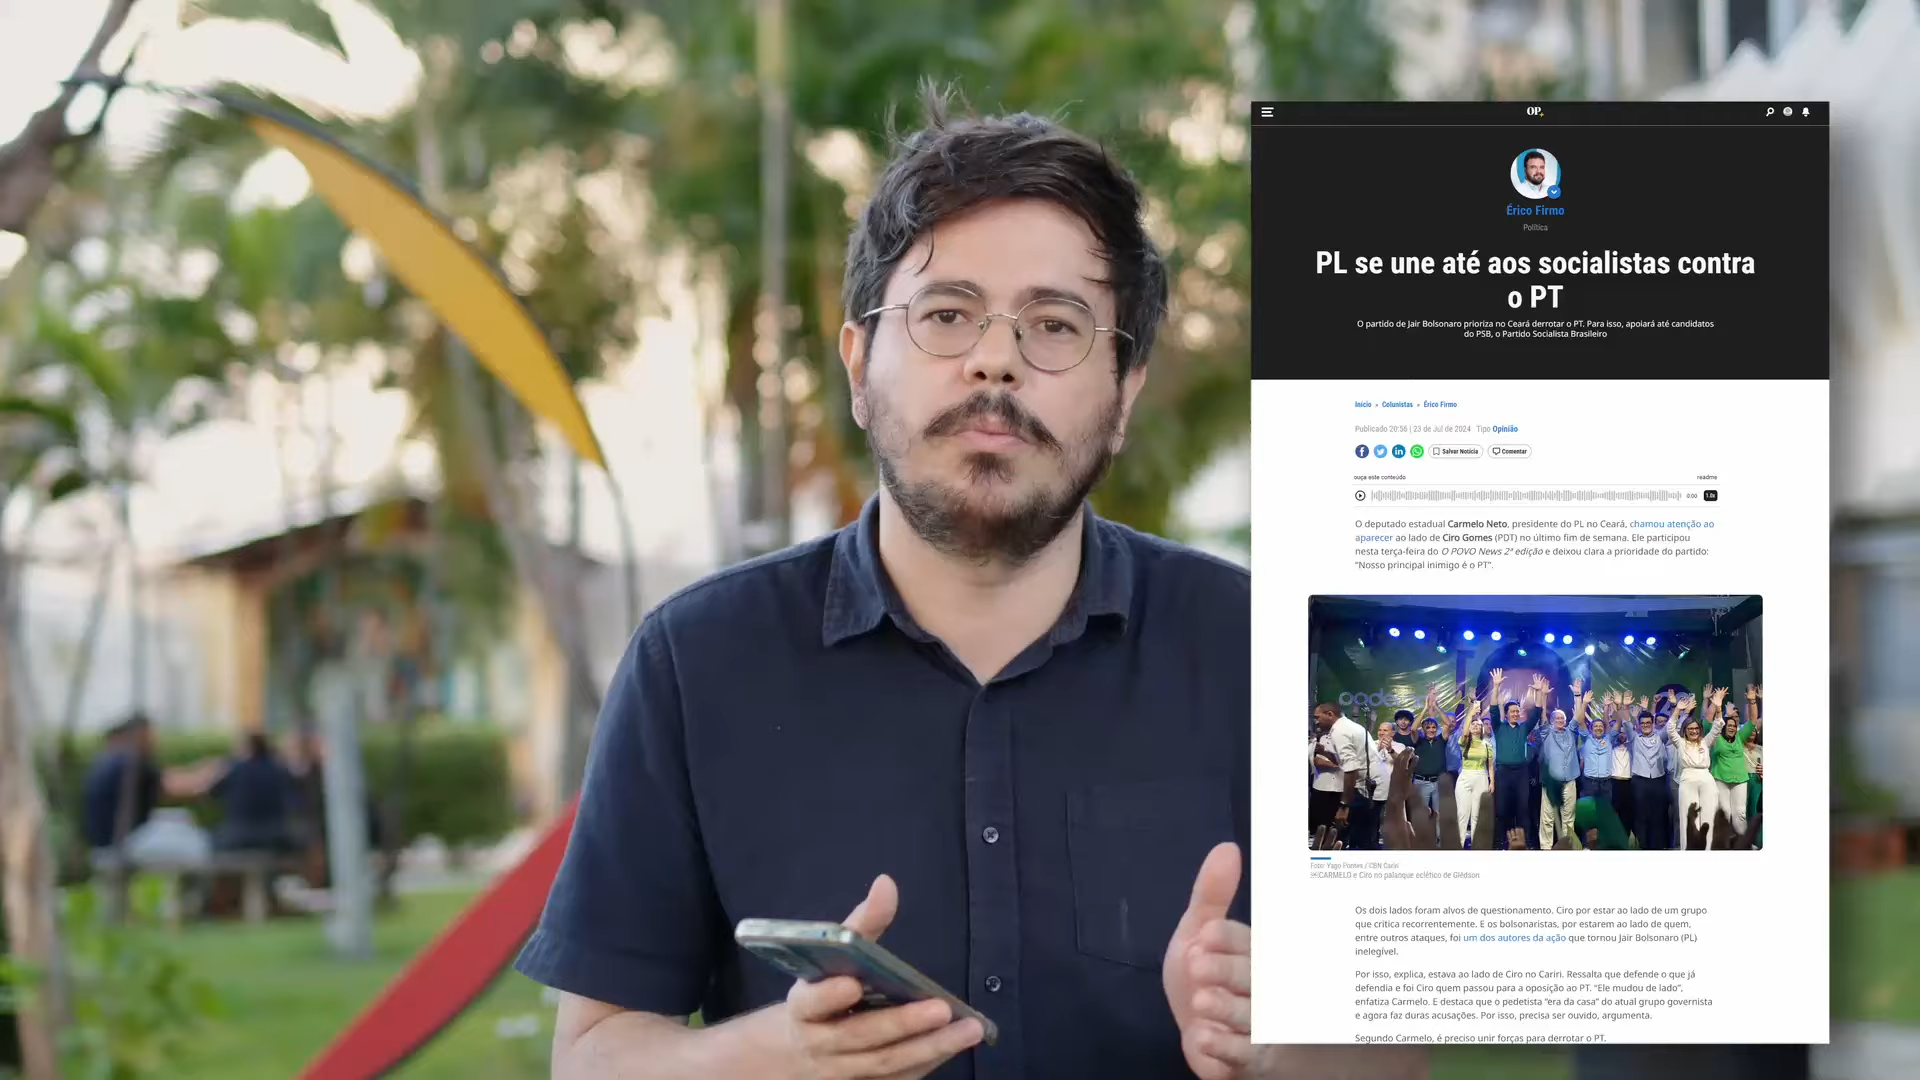 OP+
Érico Firmo
Política
PL se une até aos socialistas contra
o PT
O partido de Jair Bolsonaro prioriza no Ceará derrotar o PT. Para isso, apoiará até candidatos
do PSB, o Partido Socialista Brasileiro
Início • Colunistas • Érico Firmo
Publicado 20:56 | 23 de Jul de 2024 Tipo Opinião
Salvar Notícia Comentar
ouça este conteúdo readme
0:00 1.0x
O deputado estadual Carmelo Neto, presidente do PL no Ceará, chamou atenção ao
aparecer ao lado de Ciro Gomes (PDT) no último fim de semana. Ele participou
nesta terça-feira do O POVO News 2ª edição e deixou clara a prioridade do partido:
"Nosso principal inimigo é o PT".
Foto: Yago Pontes / CBN Cariri
CARMELO e Ciro no palanque eclético de Glêdson
Os dois lados foram alvos de questionamento. Ciro por estar ao lado de um grupo
que critica recorrentemente. E os bolsonaristas, por estarem ao lado de quem,
entre outros ataques, foi um dos autores da ação que tornou Jair Bolsonaro (PL)
inelegível.
Por isso, explica, estava ao lado de Ciro no Cariri. Ressalta que defende o que já
defendia e foi Ciro quem passou para a oposição ao PT. "Ele mudou de lado",
enfatiza Carmelo. E destaca que o pedetista "era da casa" do atual grupo governista
e agora faz duras acusações. Por isso, precisa ser ouvido, argumenta.
Segundo Carmelo, é preciso unir forças para derrotar o PT.